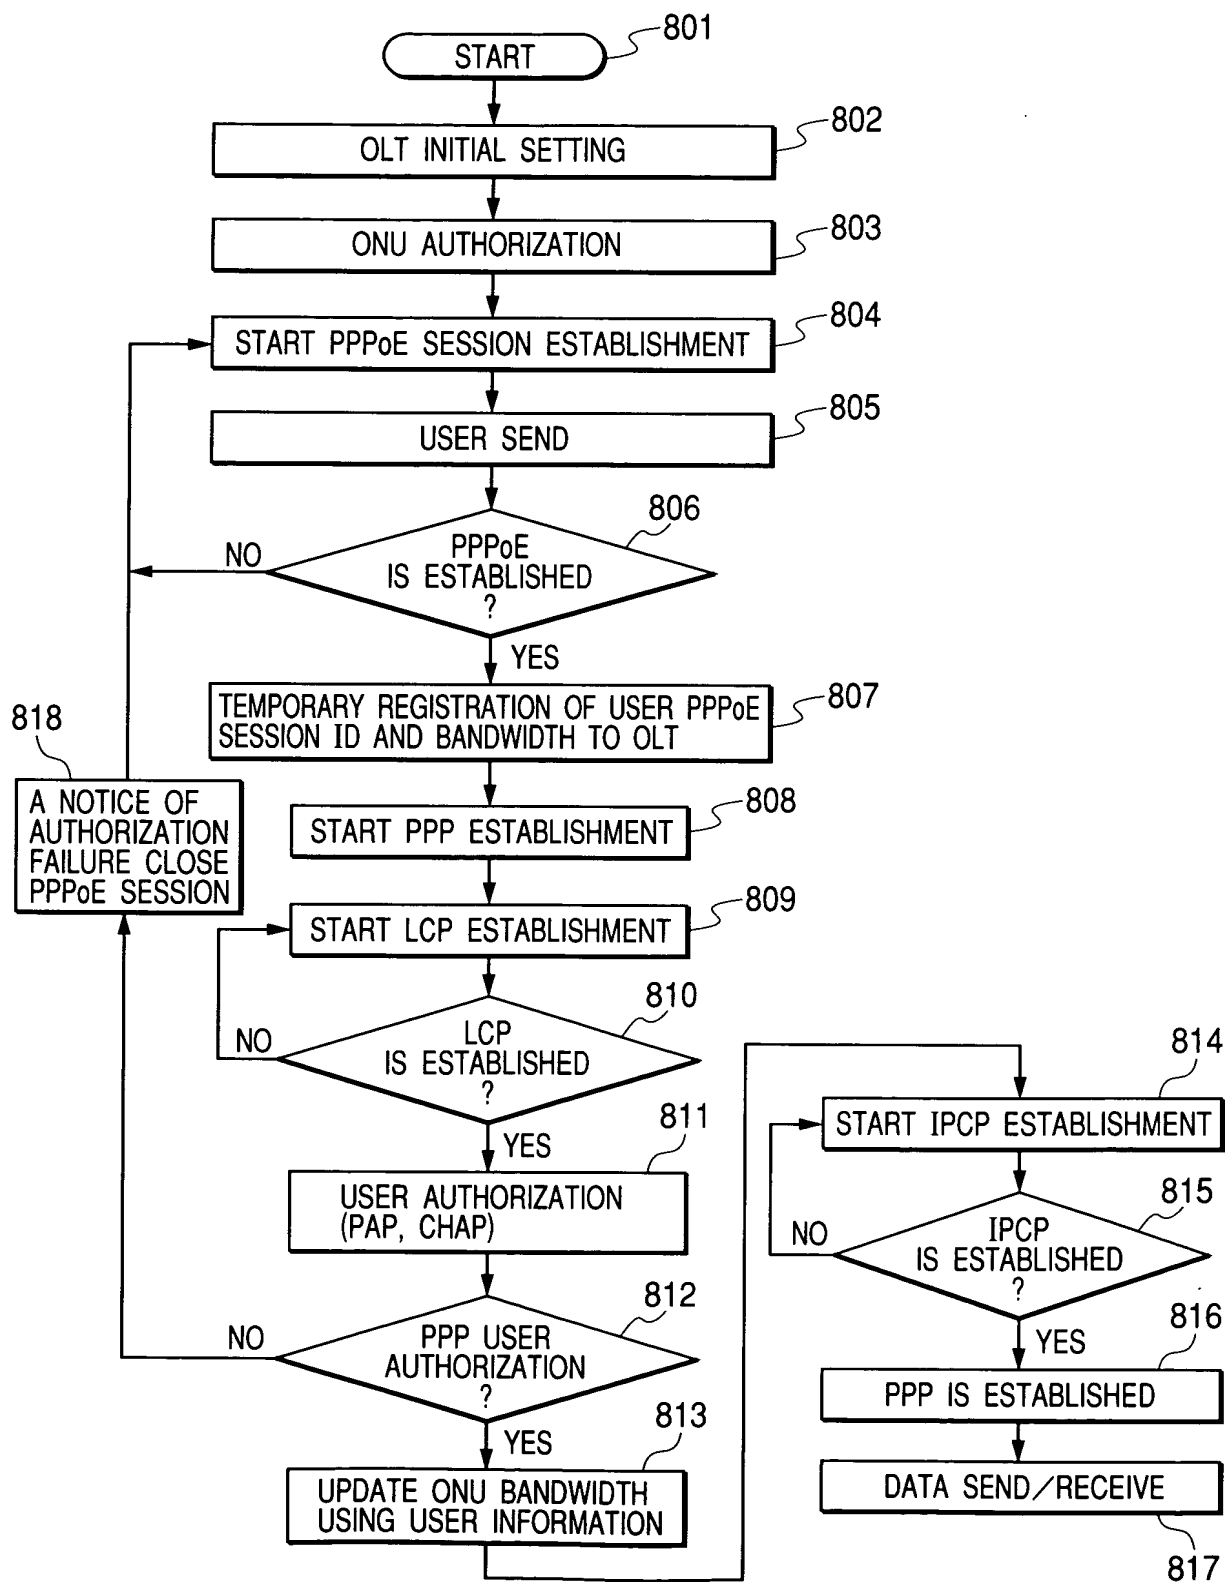 START
801
OLT INITIAL SETTING
802
ONU AUTHORIZATION
803
START PPPoE SESSION ESTABLISHMENT
804
USER SEND
805
PPPoE
IS ESTABLISHED
?
806
NO
YES
TEMPORARY REGISTRATION OF USER PPPoE
SESSION ID AND BANDWIDTH TO OLT
807
818
A NOTICE OF
AUTHORIZATION
FAILURE CLOSE
PPPoE SESSION
START PPP ESTABLISHMENT
808
START LCP ESTABLISHMENT
809
LCP
IS ESTABLISHED
?
810
NO
YES
USER AUTHORIZATION
(PAP, CHAP)
811
PPP USER
AUTHORIZATION
?
812
NO
YES
UPDATE ONU BANDWIDTH
USING USER INFORMATION
813
START IPCP ESTABLISHMENT
814
IPCP
IS ESTABLISHED
?
815
NO
YES
PPP IS ESTABLISHED
816
DATA SEND/RECEIVE
817